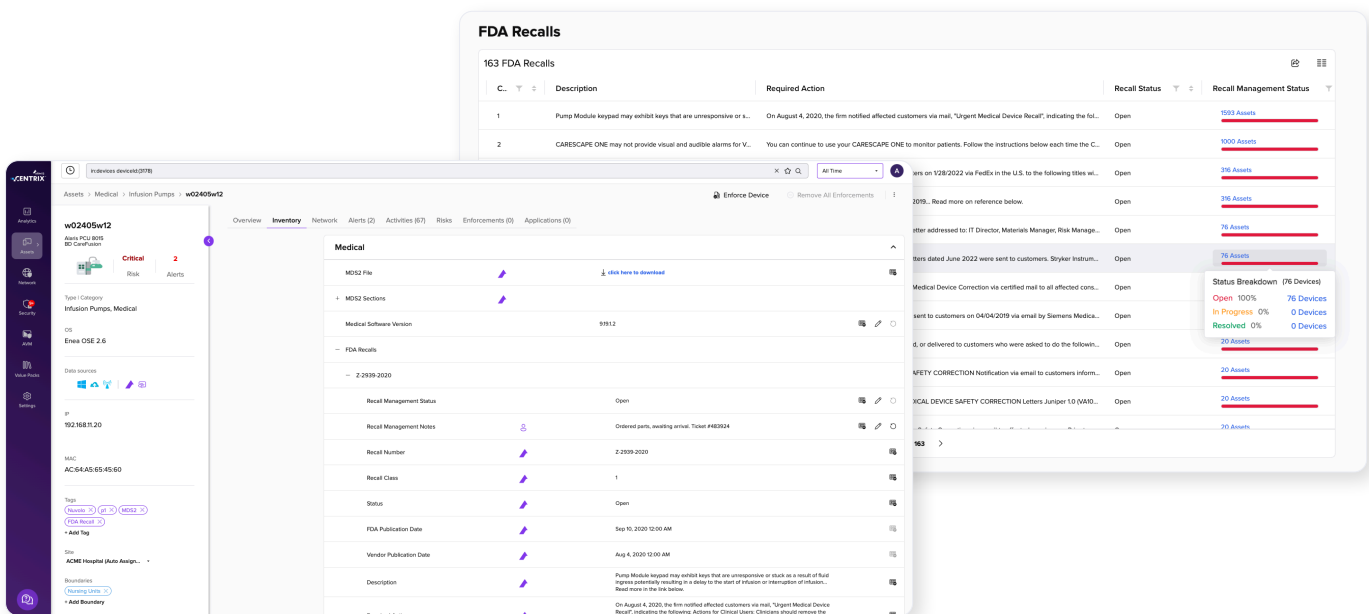 FDA Recalls
163 FDA Recalls
C.. Description Required Action Recall Status Recall Management Status
1 Pump Module keypad may exhibit keys that are unresponsive or s... On August 4, 2020, the firm notified affected customers via mail, "Urgent Medical Device Recall", indicating the fol... Open 1593 Assets
2 CARESCAPE ONE may not provide visual and audible alarms for V... You can continue to use your CARESCAPE ONE to monitor patients. Follow the instructions below each time the C... Open 1000 Assets
ers on 1/28/2022 via FedEx in the U.S. to the following titles wi... Open 316 Assets
2019... Read more on reference below. Open 316 Assets
etter addressed to: IT Director, Materials Manager, Risk Manage... Open 76 Assets
tters dated June 2022 were sent to customers. Stryker Instrum... Open 76 Assets
Medical Device Correction via certified mail to all affected cons... Open
sent to customers on 04/04/2019 via email by Siemens Medica... Open
d, or delivered to customers who were asked to do the followin... Open 20 Assets
AFETY CORRECTION Notification via email to customers inform... Open 20 Assets
ICAL DEVICE SAFETY CORRECTION Letters Juniper 1.0 (VA10... Open 20 Assets
20 Assets
163
Status Breakdown (76 Devices)
Open 100% 76 Devices
In Progress 0% 0 Devices
Resolved 0% 0 Devices
CENTRIX
Analytics
Assets
Network
Security
AVM
Value Packs
Settings
in:devices deviceId:(3178)
All Time
A
Assets > Medical > Infusion Pumps > w02405w12
Enforce Device
Remove All Enforcements
w02405w12
Alaris PCU 8015
BD CareFusion
Critical 2
Risk Alerts
Type | Category
Infusion Pumps, Medical
OS
Enea OSE 2.6
Data sources
IP
192.168.11.20
MAC
AC:64:A5:65:45:60
Tags
Nuvolo × p1 × MDS2 ×
FDA Recall ×
+ Add Tag
Site
ACME Hospital (Auto Assign...
Boundaries
Nursing Units ×
+ Add Boundary
Overview Inventory Network Alerts (2) Activities (67) Risks Enforcements (0) Applications (0)
Medical
MDS2 File click here to download
+ MDS2 Sections
Medical Software Version 9.19.1.2
− FDA Recalls
− Z-2939-2020
Recall Management Status Open
Recall Management Notes Ordered parts, awaiting arrival. Ticket #483924
Recall Number Z-2939-2020
Recall Class 1
Status Open
FDA Publication Date Sep 10, 2020 12:00 AM
Vendor Publication Date Aug 4, 2020 12:00 AM
Description Pump Module keypad may exhibit keys that are unresponsive or stuck as a result of fluid
ingress potentially resulting in a delay to the start of infusion or interruption of infusion...
Read more in the link below.
On August 4, 2020, the firm notified affected customers via mail, "Urgent Medical Device
Recall", indicating the following: Actions for Clinical Users: Clinicians should remove the